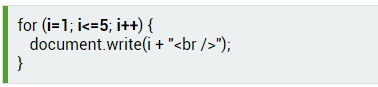 for (i=1; i<=5; i++) {
document.write(i + "<br />");
}